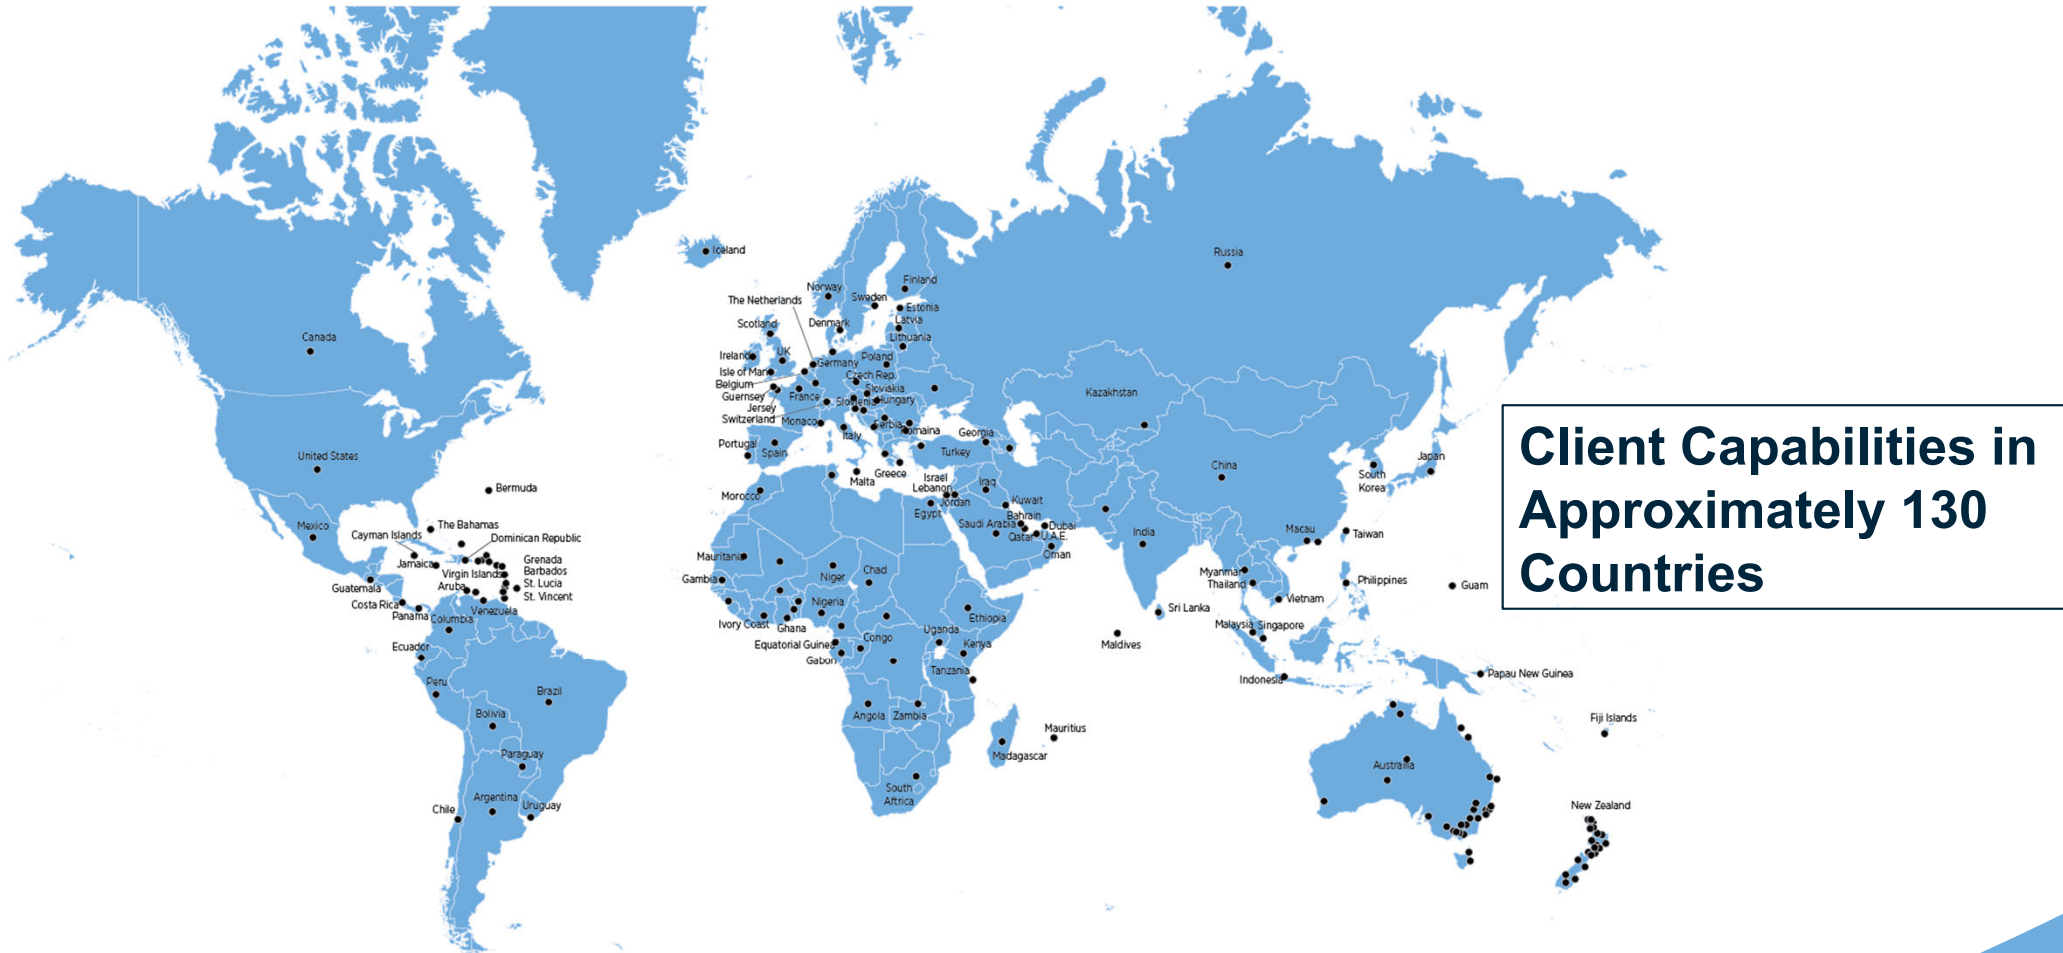 Iceland
Russia
Finland
Norway
Sweden
The Netherlands
Estonia
Latvia
Scotland
Denmark
Lithuania
Canada
Ireland
UK
Germany
Poland
Isle of Man
Czech Rep.
Belgium
Sloviakia
Guernsey
France
Slovenia
Hungary
Jersey
Switzerland
Monaco
Serbia
Romaina
Italy
Georgia
Kazakhstan
Portugal
Spain
Turkey
United States
China
Japan
South
Korea
Malta
Greece
Israel
Lebanon
Iraq
Bermuda
Morocco
Jordan
Kuwait
Egypt
Bahrain
Dubai
Saudi Arabia
Qatar
U.A.E.
Oman
India
Macau
Taiwan
Mexico
The Bahamas
Cayman Islands
Dominican Republic
Jamaica
Grenada
Barbados
Virgin Islands
St. Lucia
Aruba
St. Vincent
Guatemala
Costa Rica
Panama
Venezuela
Columbia
Mauritania
Niger
Chad
Gambia
Nigeria
Ivory Coast
Ghana
Ethiopia
Myanmar
Thailand
Philippines
Guam
Vietnam
Sri Lanka
Malaysia
Singapore
Maldives
Equatorial Guinea
Congo
Uganda
Kenya
Gabon
Tanzania
Ecuador
Peru
Brazil
Bolivia
Indonesia
Papau New Guinea
Angola
Zambia
Mauritius
Madagascar
Fiji Islands
Paraguay
Australia
South
Africa
Argentina
Uruguay
Chile
New Zealand
Client Capabilities in
Approximately 130
Countries